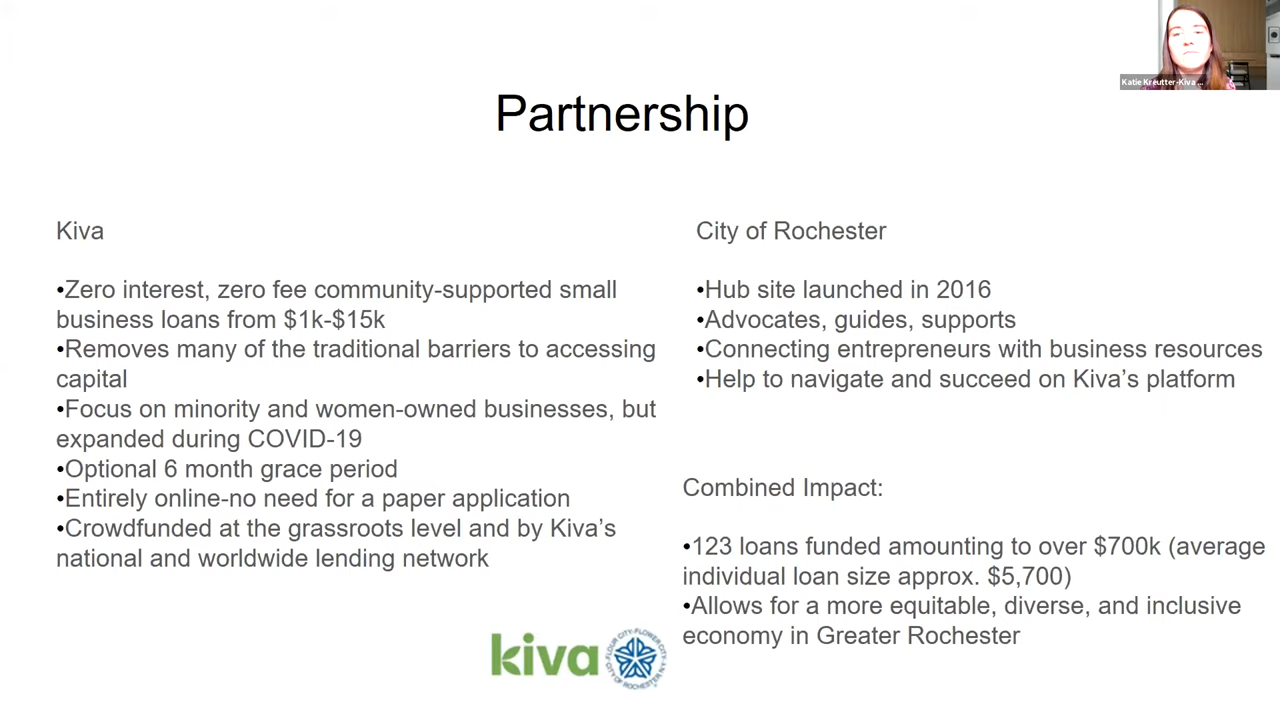 Katie Kreutter-Kiva ...
Partnership
Kiva
•Zero interest, zero fee community-supported small
business loans from $1k-$15k
•Removes many of the traditional barriers to accessing
capital
•Focus on minority and women-owned businesses, but
expanded during COVID-19
•Optional 6 month grace period
•Entirely online-no need for a paper application
•Crowdfunded at the grassroots level and by Kiva’s
national and worldwide lending network
City of Rochester
•Hub site launched in 2016
•Advocates, guides, supports
•Connecting entrepreneurs with business resources
•Help to navigate and succeed on Kiva’s platform
Combined Impact:
•123 loans funded amounting to over $700k (average
individual loan size approx. $5,700)
•Allows for a more equitable, diverse, and inclusive
economy in Greater Rochester
kiva